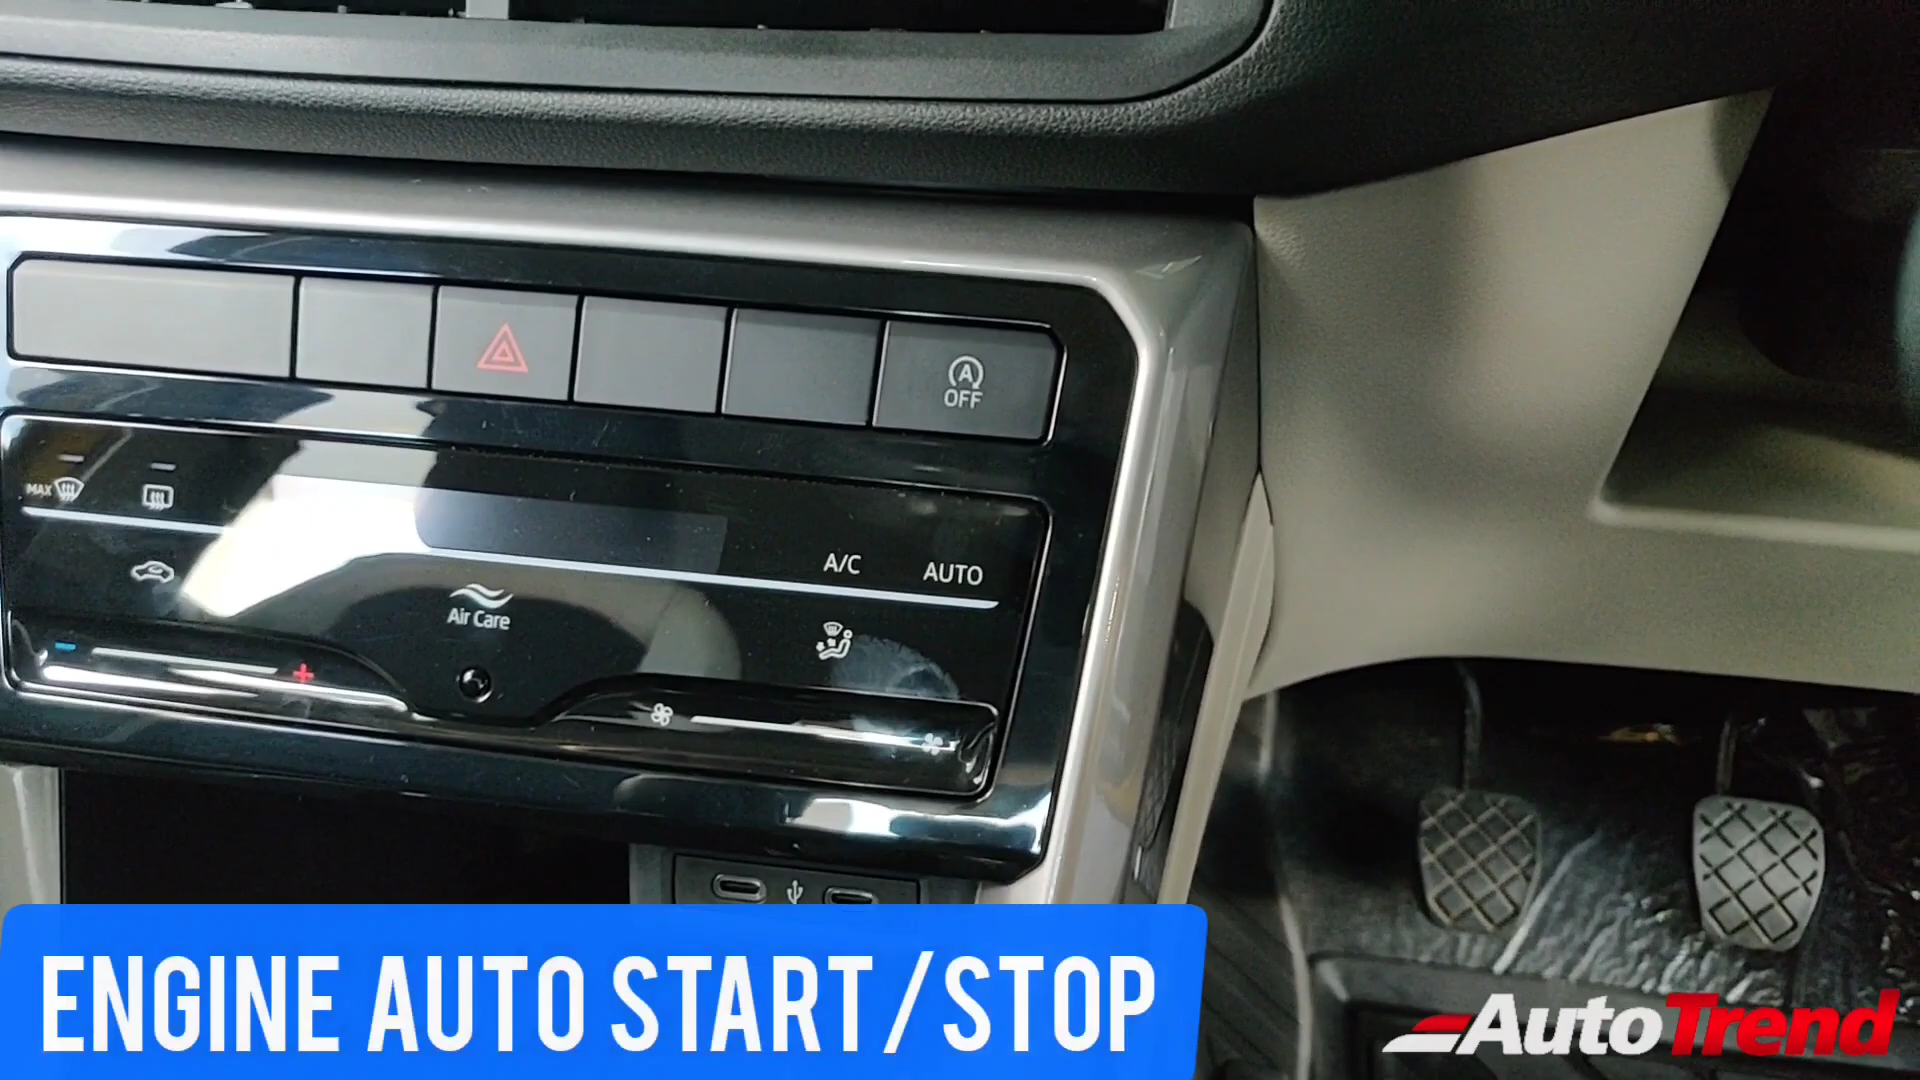 A
OFF
MAX
A/C
AUTO
Air Care
ENGINE AUTO START/STOP
AutoTrend